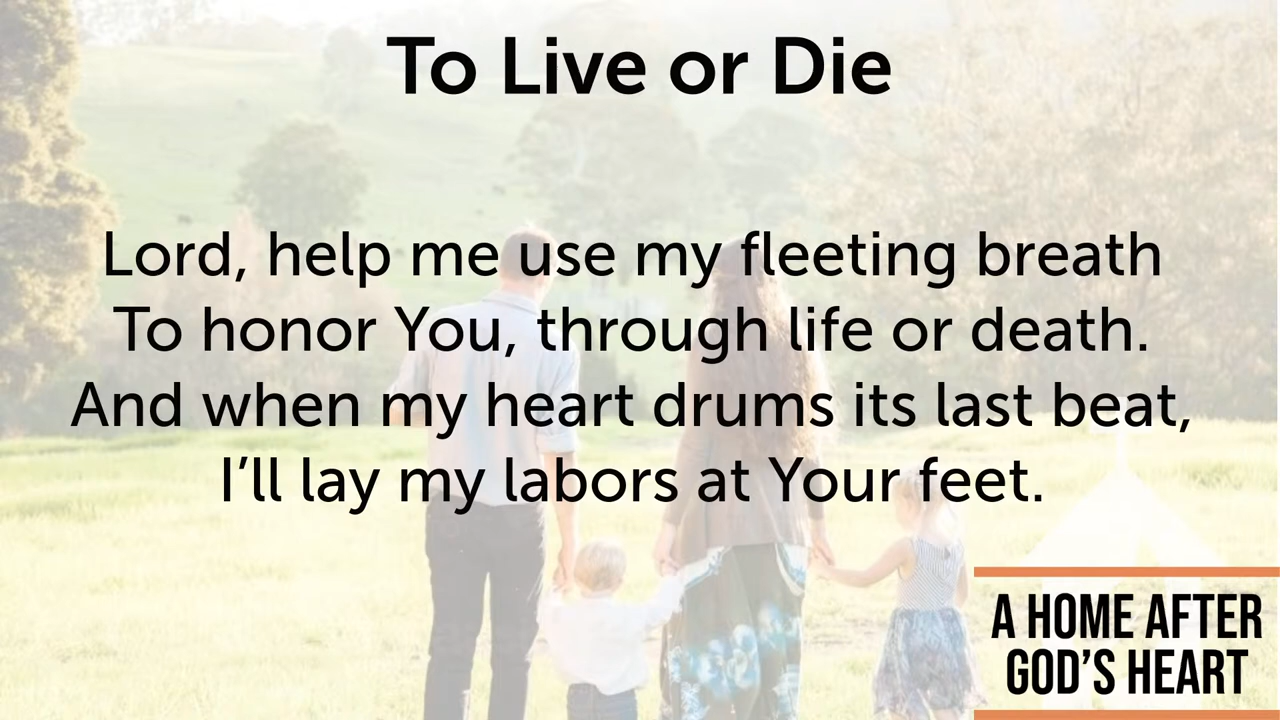 To Live or Die
Lord, help me use my fleeting breath
To honor You, through life or death.
And when my heart drums its last beat,
I’ll lay my labors at Your feet.
A HOME AFTER
GOD’S HEART